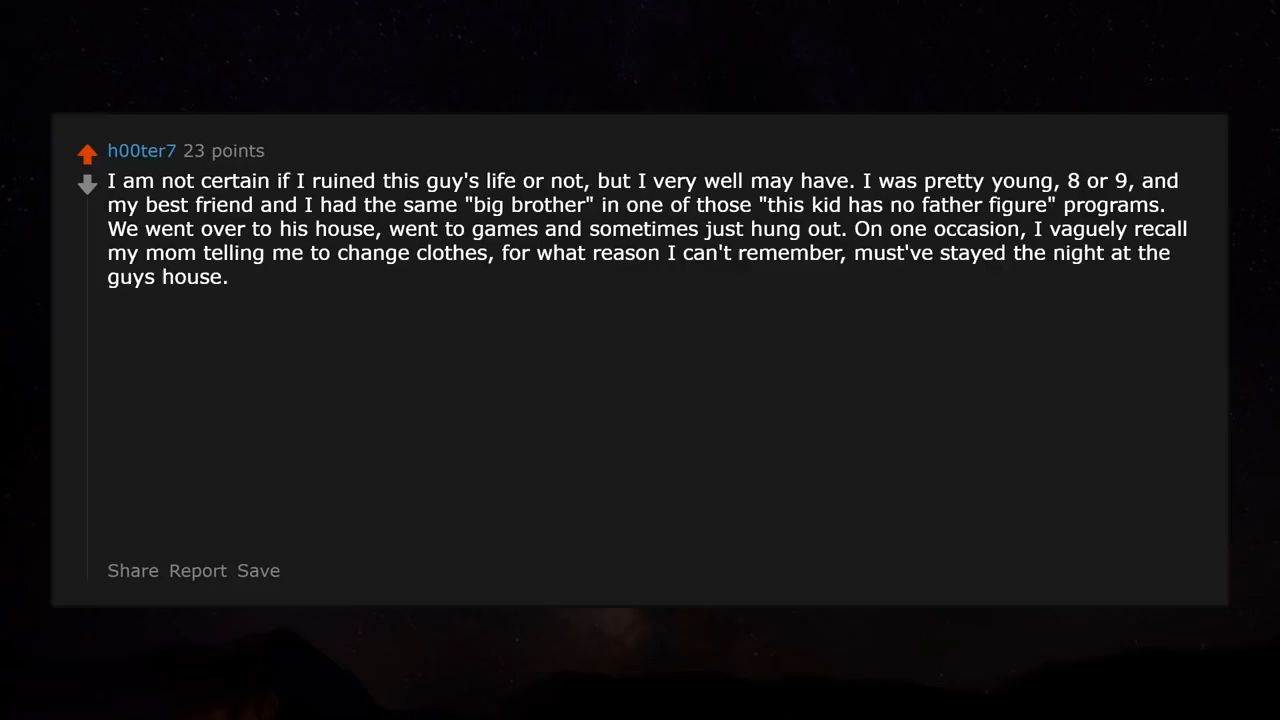 h00ter7 23 points
I am not certain if I ruined this guy's life or not, but I very well may have. I was pretty young, 8 or 9, and
my best friend and I had the same "big brother" in one of those "this kid has no father figure" programs.
We went over to his house, went to games and sometimes just hung out. On one occasion, I vaguely recall
my mom telling me to change clothes, for what reason I can't remember, must've stayed the night at the
guys house.
Share Report Save